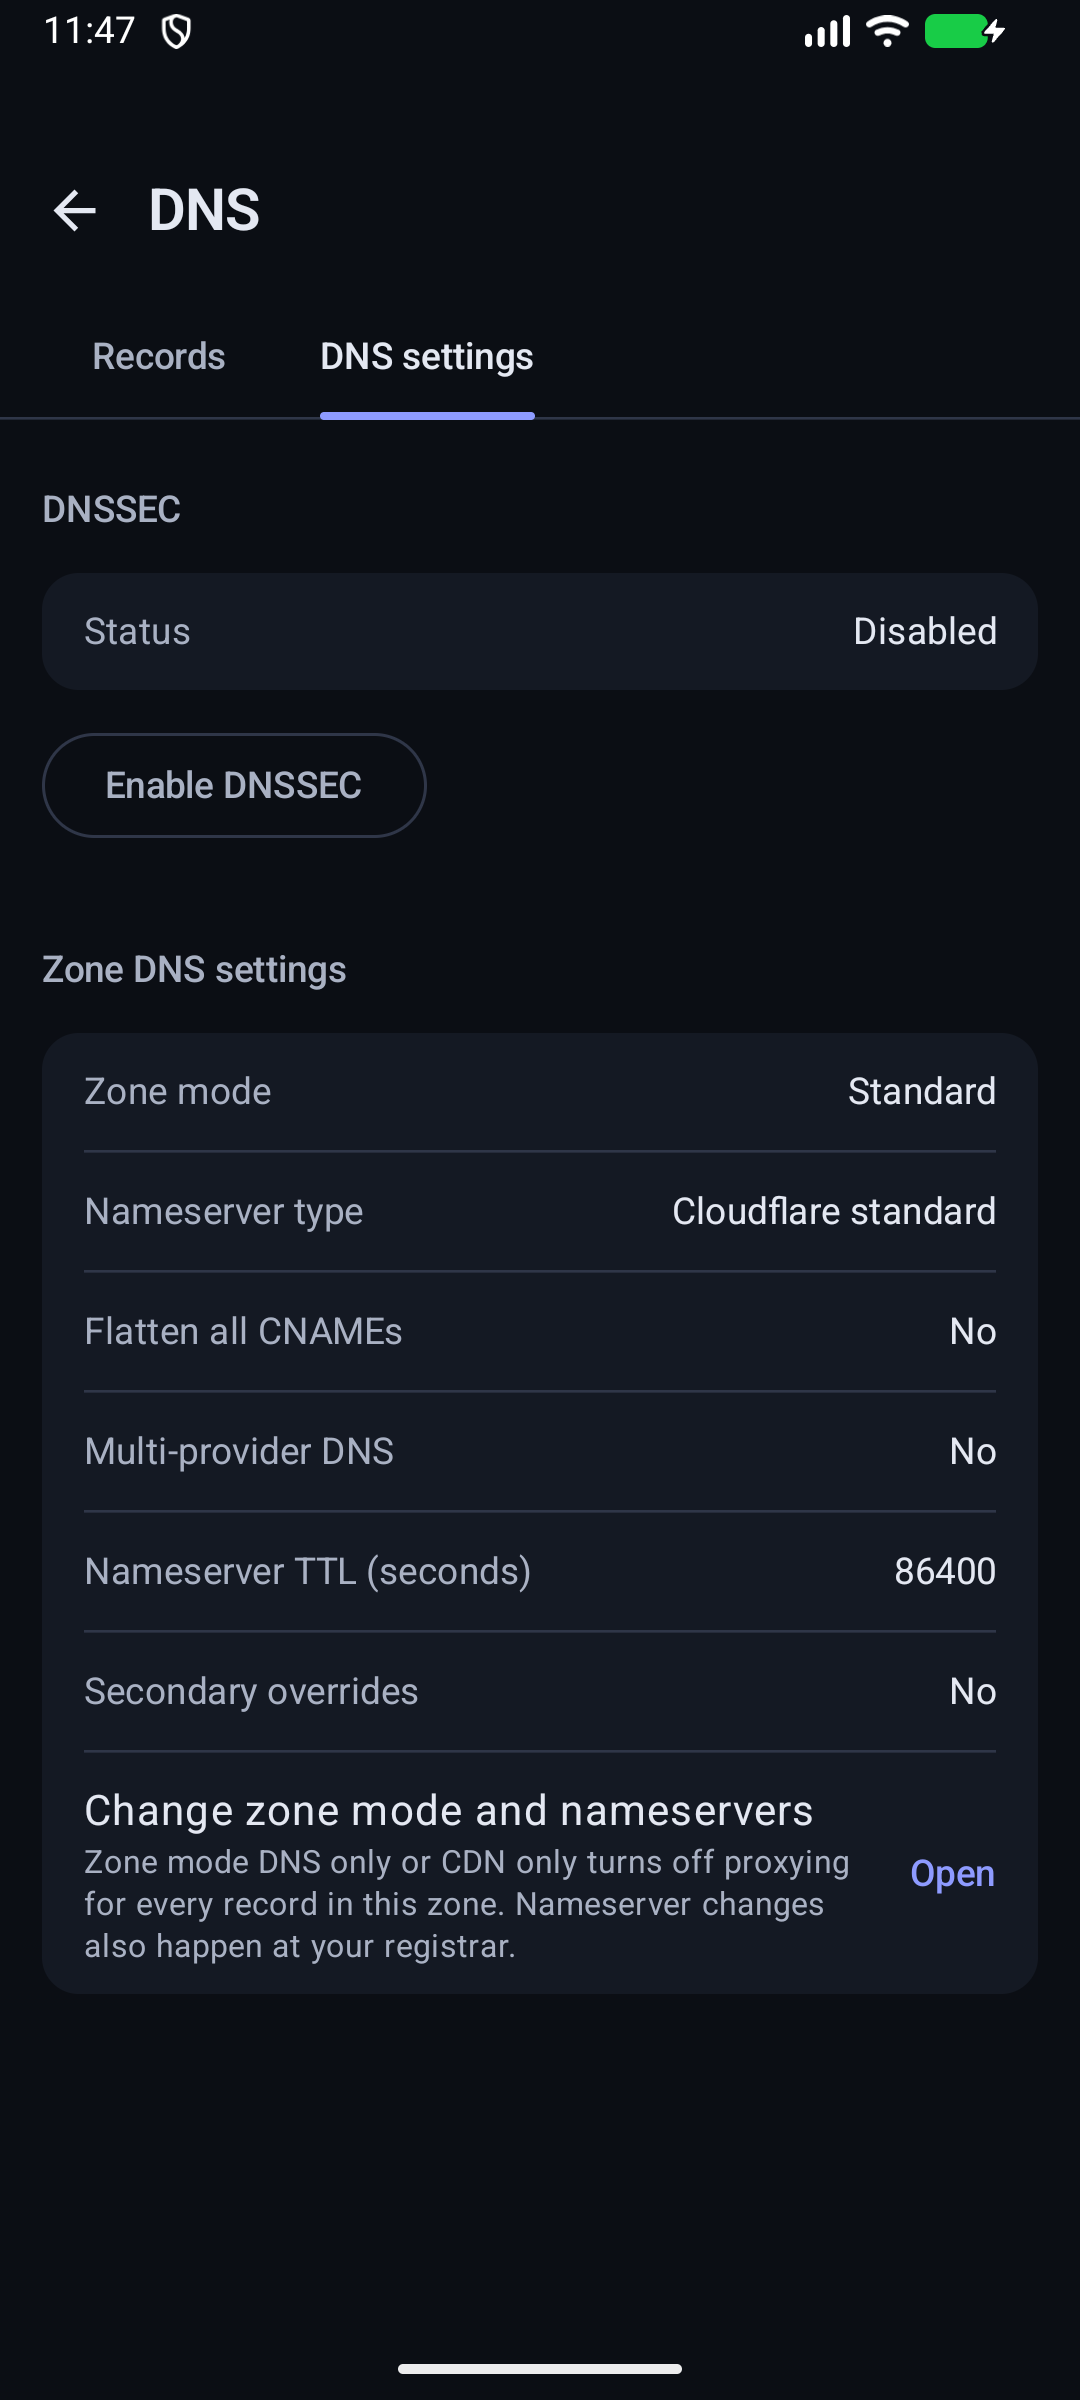 11:47
DNS
Records
DNS settings
DNSSEC
Status
Disabled
Enable DNSSEC
Zone DNS settings
Zone mode
Standard
Nameserver type
Cloudflare standard
Flatten all CNAMEs
No
Multi-provider DNS
No
Nameserver TTL (seconds)
86400
Secondary overrides
No
Change zone mode and nameservers
Zone mode DNS only or CDN only turns off proxying
for every record in this zone. Nameserver changes
also happen at your registrar.
Open